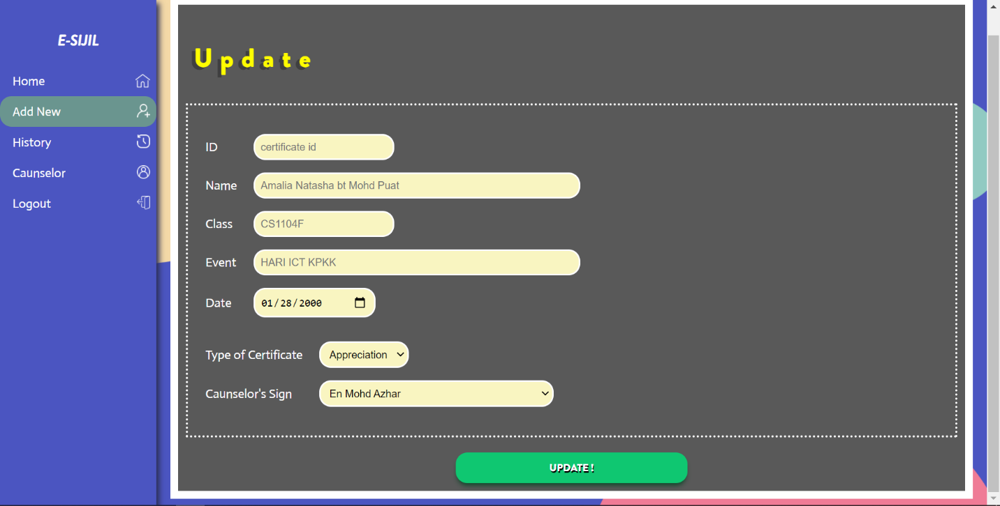 E-SIJIL
Home
Add New
History
Caunselor
Logout
Update
ID certificate id
Name Amalia Natasha bt Mohd Puat
Class CS1104F
Event HARI ICT KPKK
Date 01/28/2000
Type of Certificate Appreciation
Caunselor's Sign En Mohd Azhar
UPDATE !